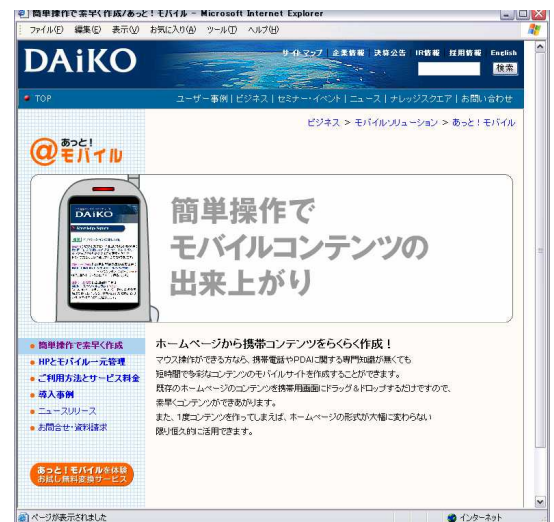 簡単操作で素早く作成/あっと！モバイル - Microsoft Internet Explorer
ファイル(F) 編集(E) 表示(V) お気に入り(A) ツール(T) ヘルプ(H)
DAiKO
サイトマップ 企業情報 決算公告 IR情報 採用情報 English
検索
TOP
ユーザー事例 | ビジネス | セミナー・イベント | ニュース | ナレッジスクエア | お問い合わせ
ビジネス > モバイルソリューション > あっと！モバイル
@あっと！モバイル
DAiKO
簡単操作で
モバイルコンテンツの
出来上がり
簡単操作で素早く作成
HPとモバイル一元管理
ご利用方法とサービス料金
導入事例
ニュースリリース
お問合せ・資料請求
あっと！モバイルを体験
お試し無料変換サービス
ホームページから携帯コンテンツをらくらく作成！
マウス操作ができる方なら、携帯電話やPDAに関する専門知識が無くても
短時間で多彩なコンテンツのモバイルサイトを作成することができます。
既存のホームページのコンテンツを携帯用画面にドラッグ&ドロップするだけですので、
素早くコンテンツができあがります。
また、1度コンテンツを作ってしまえば、ホームページの形式が大幅に変わらない
限り恒久的に活用できます。
ページが表示されました
インターネット